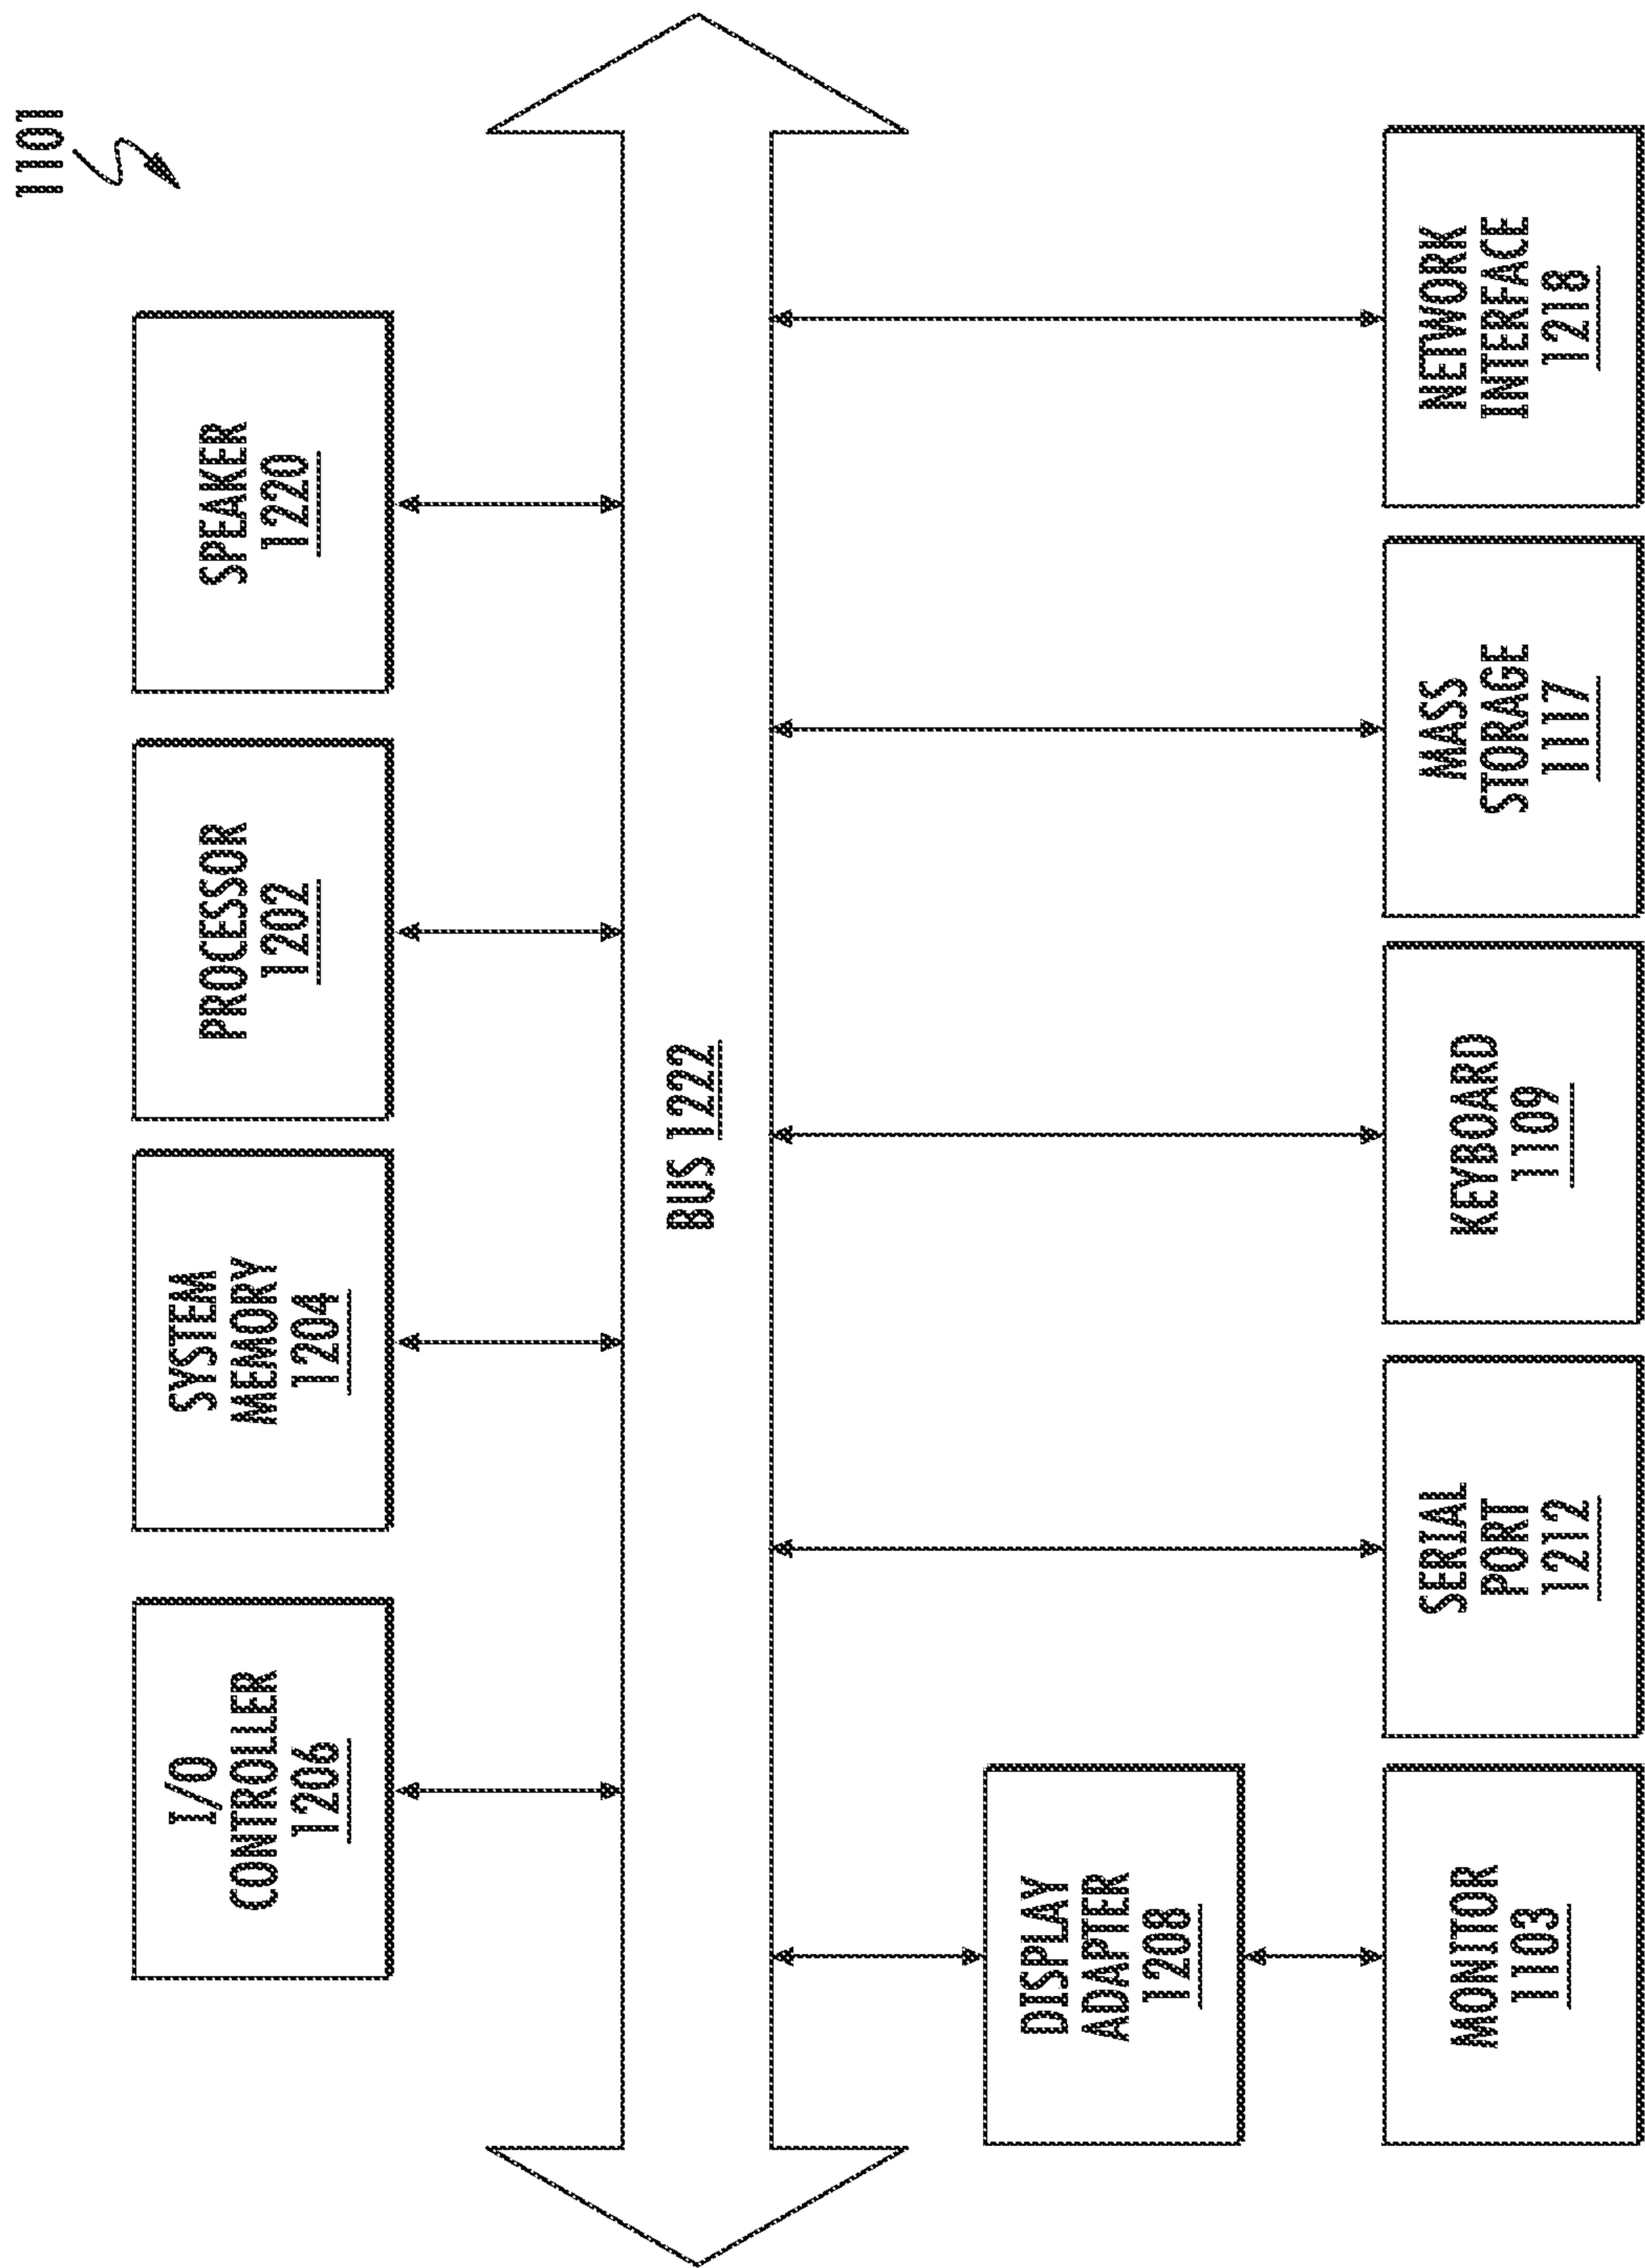 1101
I/O
CONTROLLER
1206
SYSTEM
MEMORY
1204
PROCESSOR
1202
SPEAKER
1220
BUS 1222
DISPLAY
ADAPTER
1208
MONITOR
1103
SERIAL
PORT
1212
KEYBOARD
1109
MASS
STORAGE
1117
NETWORK
INTERFACE
1218